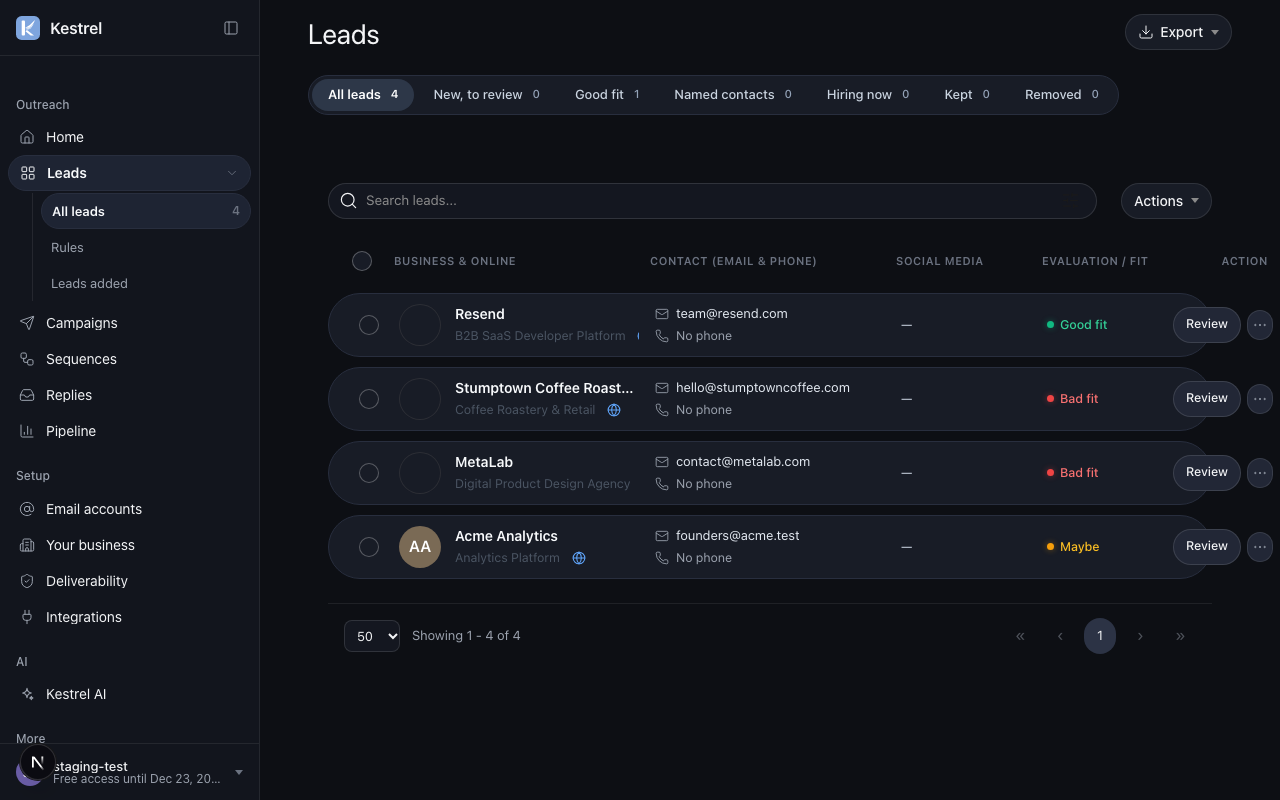 Kestrel
Outreach
Home
Leads
All leads 4
Rules
Leads added
Campaigns
Sequences
Replies
Pipeline
Setup
Email accounts
Your business
Deliverability
Integrations
AI
Kestrel AI
More
N
staging-test
Free access until Dec 23, 20...
Leads
Export
All leads 4 New, to review 0 Good fit 1 Named contacts 0 Hiring now 0 Kept 0 Removed 0
Search leads...
Actions
BUSINESS & ONLINE CONTACT (EMAIL & PHONE) SOCIAL MEDIA EVALUATION / FIT ACTION
Resend
B2B SaaS Developer Platform
team@resend.com
No phone
—
Good fit
Review
Stumptown Coffee Roast...
Coffee Roastery & Retail
hello@stumptowncoffee.com
No phone
—
Bad fit
Review
MetaLab
Digital Product Design Agency
contact@metalab.com
No phone
—
Bad fit
Review
AA
Acme Analytics
Analytics Platform
founders@acme.test
No phone
—
Maybe
Review
50 Showing 1 - 4 of 4
« ‹ 1 › »